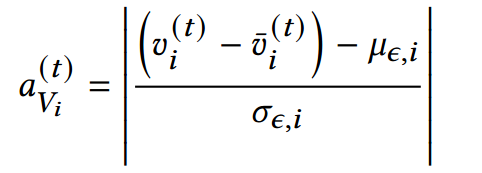 $a_{V_i}^{(t)} = \left| \frac{\left( v_i^{(t)} - \bar{v}_i^{(t)} \right) - \mu_{\epsilon,i}}{\sigma_{\epsilon,i}} \right|$